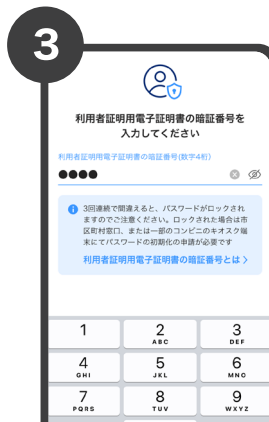 3
利用者証明用電子証明書の暗証番号を
入力してください
利用者証明用電子証明書の暗証番号(数字4桁)
●●●●
3回連続で間違えると、パスワードがロックされ
ますのでご注意ください。ロックされた場合は市
区町村窓口、または一部のコンビニのキオスク端
末にてパスワードの初期化の申請が必要です
利用者証明用電子証明書の暗証番号とは
1 2 3
ABC DEF
4 5 6
GHI JKL MNO
7 8 9
PQRS TUV WXYZ